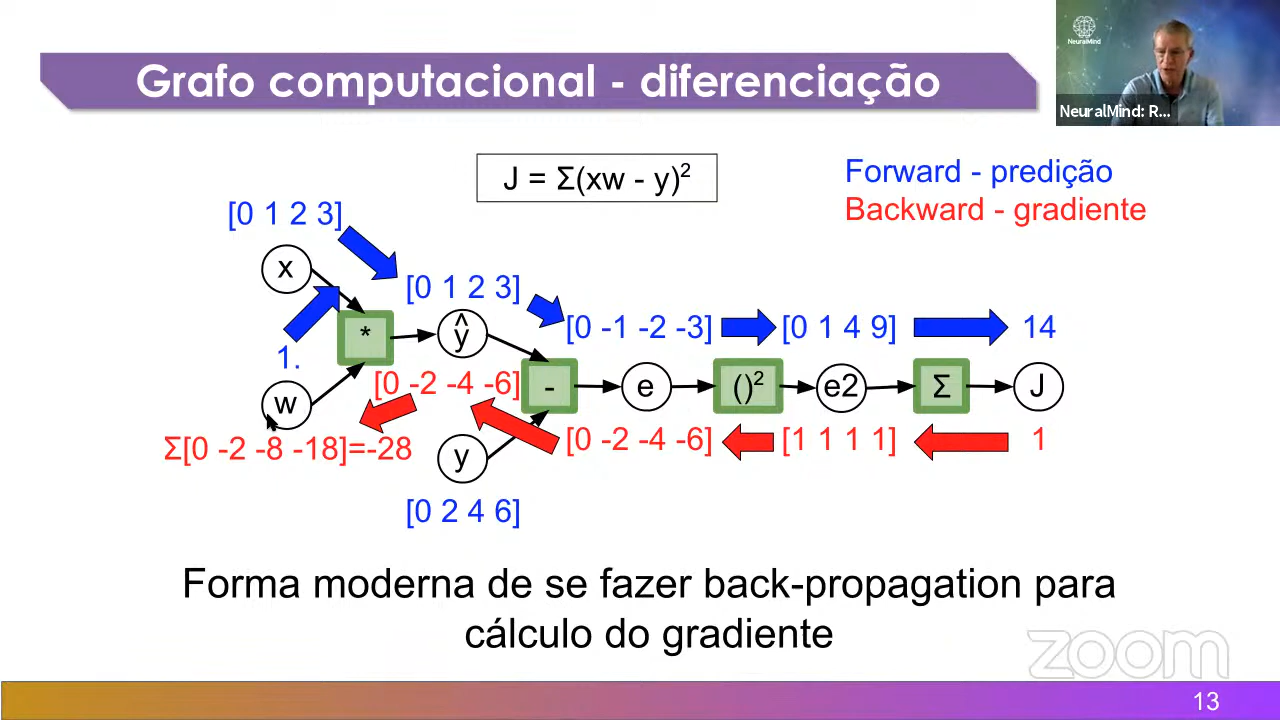 NeuralMind
NeuralMind: R...
Grafo computacional - diferenciação
J = Σ(xw - y)²
Forward - predição
Backward - gradiente
[0 1 2 3]
x
[0 1 2 3]
*
ŷ
[0 -1 -2 -3]
[0 1 4 9]
14
1.
w
[0 -2 -4 -6]
-
e
()²
e2
Σ
J
Σ[0 -2 -8 -18]=-28
y
[0 -2 -4 -6]
[1 1 1 1]
1
[0 2 4 6]
Forma moderna de se fazer back-propagation para
cálculo do gradiente
zoom
13